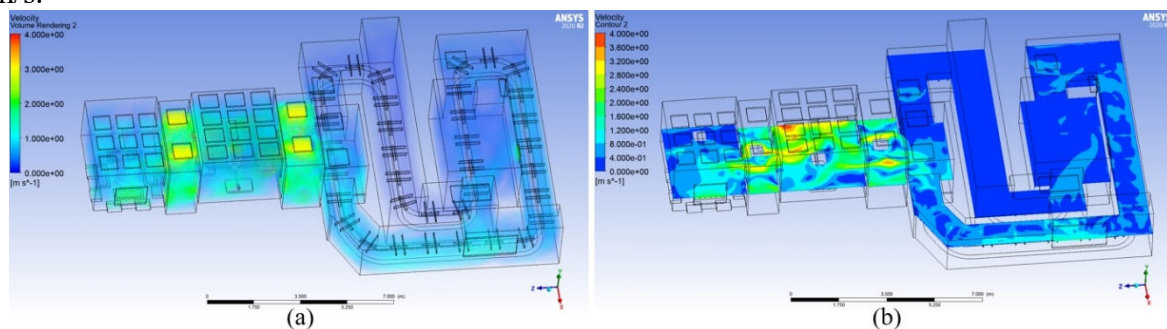 m/s.
Velocity
Volume Rendering 2
4.000e+00
3.000e+00
2.000e+00
1.000e+00
0.000e+00
[m s^-1]
ANSYS
2020 R2
Y
Z
X
0
3.500
7.000 (m)
1.750
5.250
(a)
Velocity
Contour 2
4.000e+00
3.600e+00
3.200e+00
2.800e+00
2.400e+00
2.000e+00
1.600e+00
1.200e+00
8.000e-01
4.000e-01
0.000e+00
[m s^-1]
ANSYS
2020 R2
Y
Z
X
0
3.500
7.000 (m)
1.750
5.250
(b)